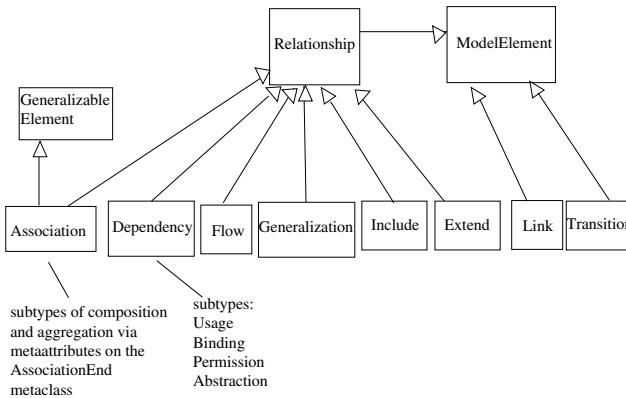 Relationship
ModelElement
Generalizable
Element
Association
Dependency
Flow
Generalization
Include
Extend
Link
Transition
subtypes of composition
and aggregation via
metaattributes on the
AssociationEnd
metaclass
subtypes:
Usage
Binding
Permission
Abstraction